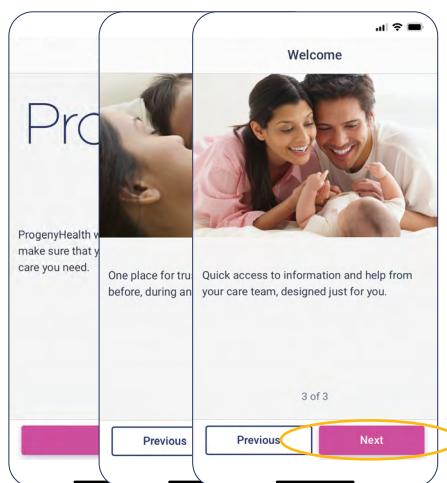 Pro
ProgenyHealth w
make sure that y
care you need.
One place for tru
before, during an
Previous
Welcome
Quick access to information and help from
your care team, designed just for you.
3 of 3
Previous
Next